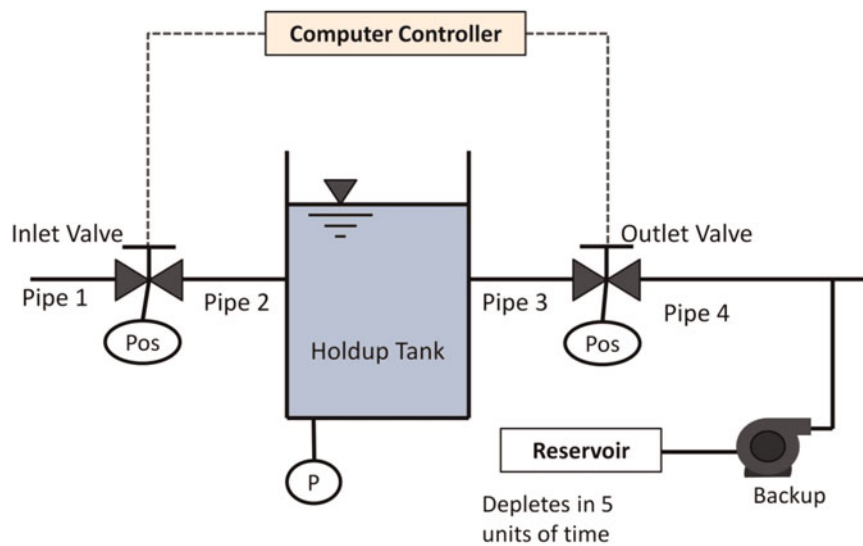 Computer Controller
Inlet Valve
Outlet Valve
Pipe 1
Pipe 2
Pipe 3
Pipe 4
Pos
Holdup Tank
Pos
P
Reservoir
Backup
Depletes in 5
units of time